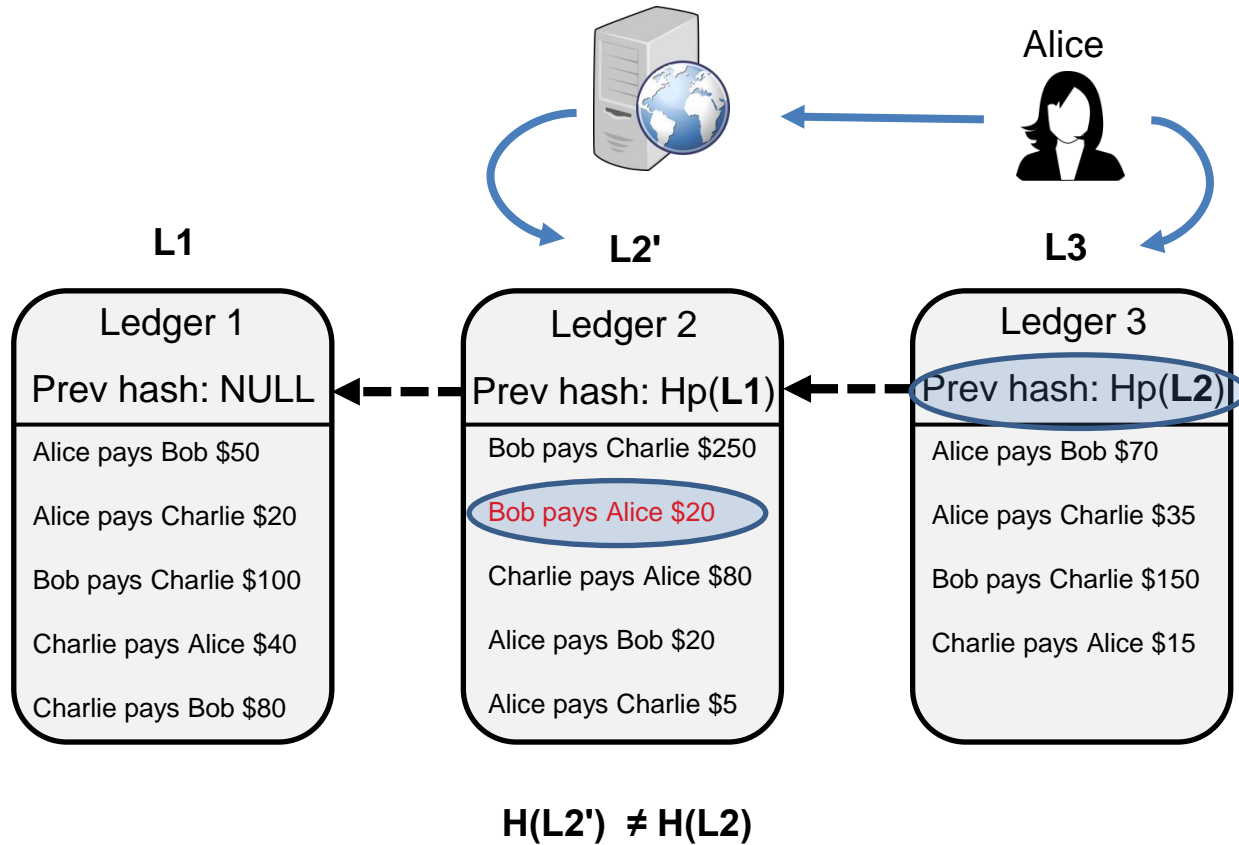 Alice
L1
L2'
L3
Ledger 1
Prev hash: NULL
Alice pays Bob $50
Alice pays Charlie $20
Bob pays Charlie $100
Charlie pays Alice $40
Charlie pays Bob $80
Ledger 2
Prev hash: Hp(L1)
Bob pays Charlie $250
Bob pays Alice $20
Charlie pays Alice $80
Alice pays Bob $20
Alice pays Charlie $5
Ledger 3
Prev hash: Hp(L2)
Alice pays Bob $70
Alice pays Charlie $35
Bob pays Charlie $150
Charlie pays Alice $15
H(L2') ≠ H(L2)